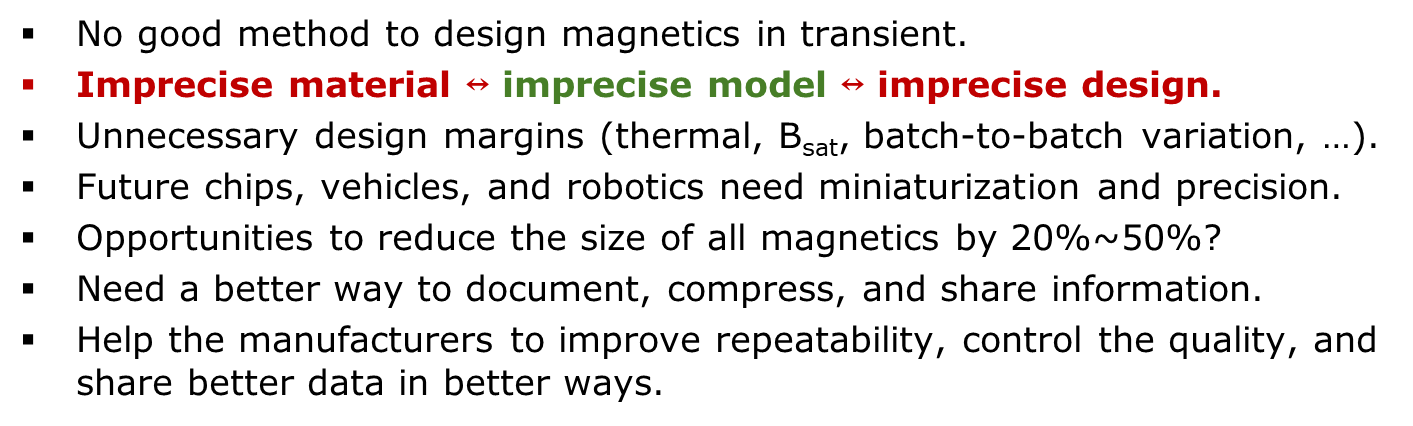 ▪ No good method to design magnetics in transient.
▪ Imprecise material ↔ imprecise model ↔ imprecise design.
▪ Unnecessary design margins (thermal, Bsat, batch-to-batch variation, …).
▪ Future chips, vehicles, and robotics need miniaturization and precision.
▪ Opportunities to reduce the size of all magnetics by 20%~50%?
▪ Need a better way to document, compress, and share information.
▪ Help the manufacturers to improve repeatability, control the quality, and
share better data in better ways.